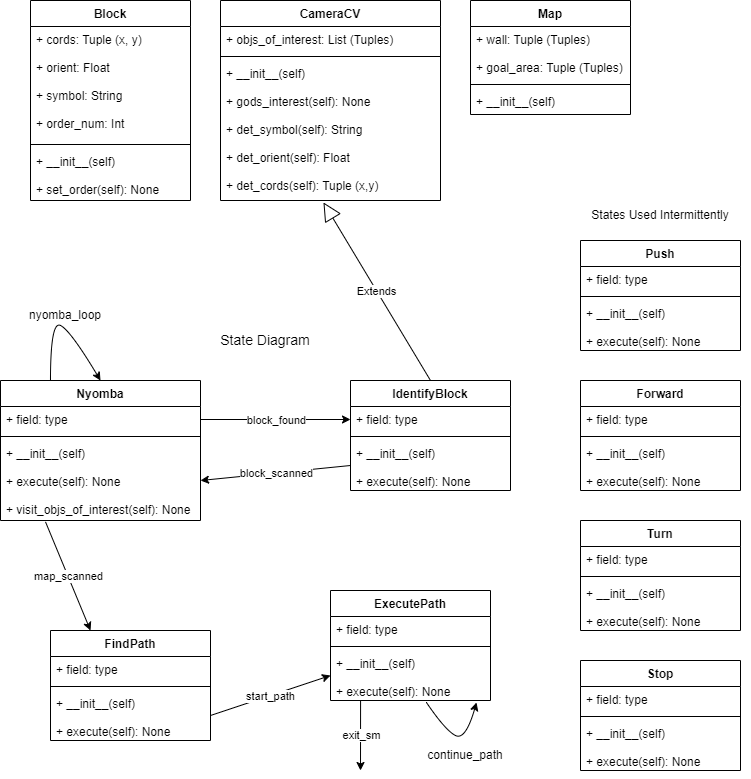 Block
+ cords: Tuple (x, y)
+ orient: Float
+ symbol: String
+ order_num: Int
+ __init__(self)
+ set_order(self): None
CameraCV
+ objs_of_interest: List (Tuples)
+ __init__(self)
+ gods_interest(self): None
+ det_symbol(self): String
+ det_orient(self): Float
+ det_cords(self): Tuple (x,y)
Map
+ wall: Tuple (Tuples)
+ goal_area: Tuple (Tuples)
+ __init__(self)
States Used Intermittently
Push
+ field: type
+ __init__(self)
+ execute(self): None
Extends
nyomba_loop
State Diagram
Nyomba
+ field: type
+ __init__(self)
+ execute(self): None
+ visit_objs_of_interest(self): None
block_found
block_scanned
IdentifyBlock
+ field: type
+ __init__(self)
+ execute(self): None
Forward
+ field: type
+ __init__(self)
+ execute(self): None
Turn
+ field: type
+ __init__(self)
+ execute(self): None
map_scanned
FindPath
+ field: type
+ __init__(self)
+ execute(self): None
start_path
ExecutePath
+ field: type
+ __init__(self)
+ execute(self): None
exit_sm
continue_path
Stop
+ field: type
+ __init__(self)
+ execute(self): None